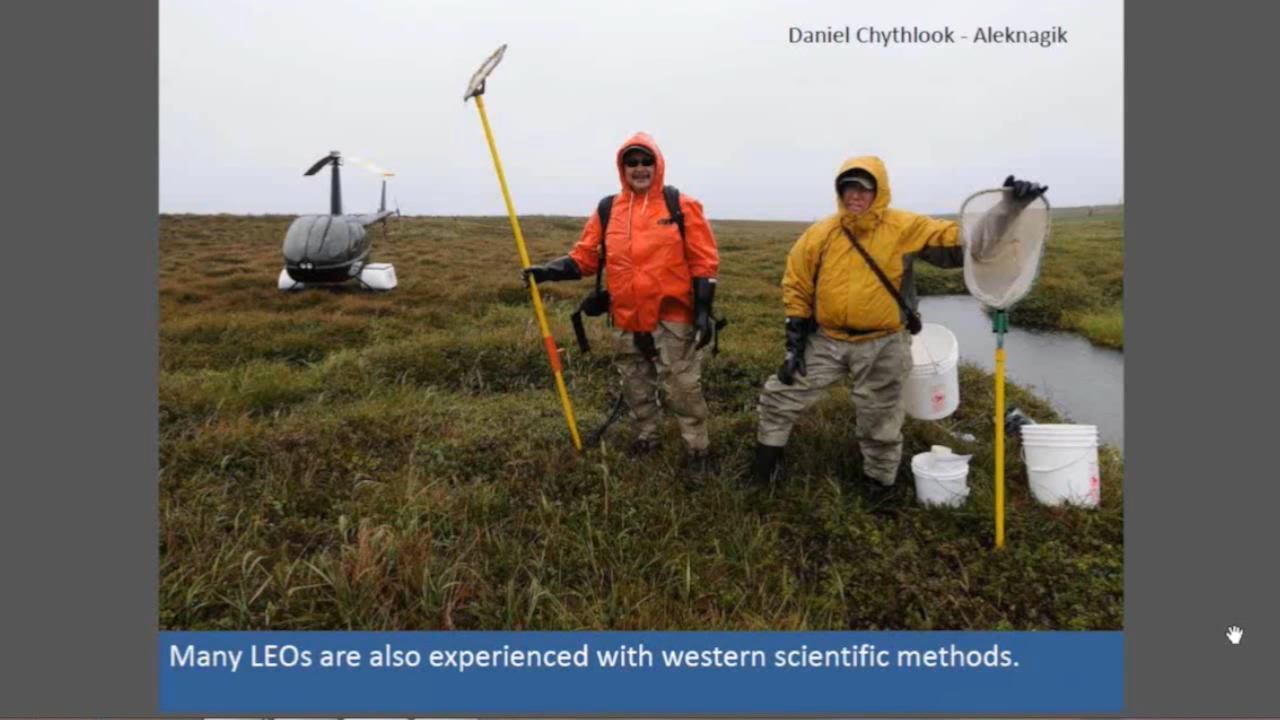 Daniel Chythlook - Aleknagik
Many LEOs are also experienced with western scientific methods.